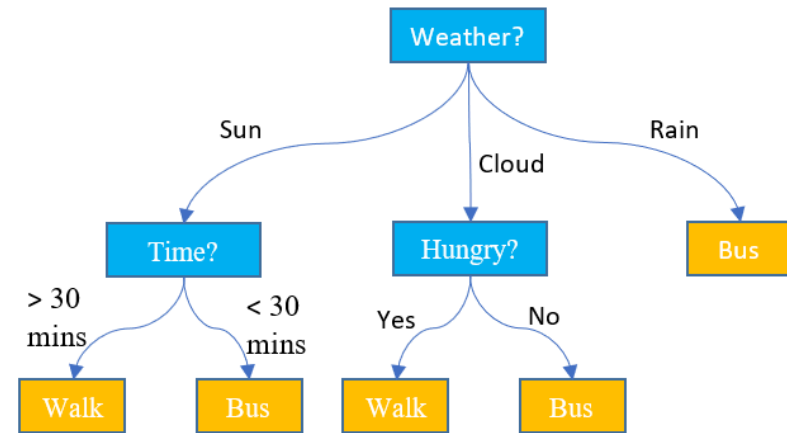 Weather?
Sun
Cloud
Rain
Time?
Hungry?
Bus
> 30
mins
< 30
mins
Yes
No
Walk
Bus
Walk
Bus